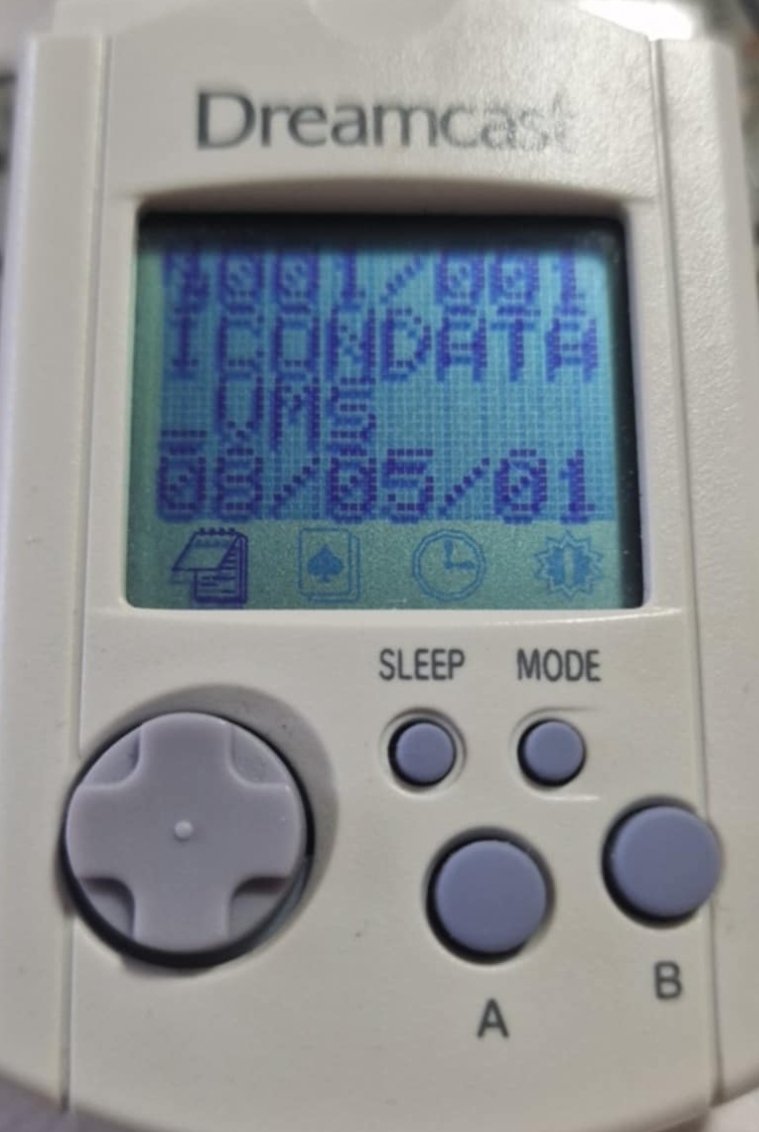 Dreamcast
001/001
ICONDATA
_VMS
08/05/01
SLEEP
MODE
B
A